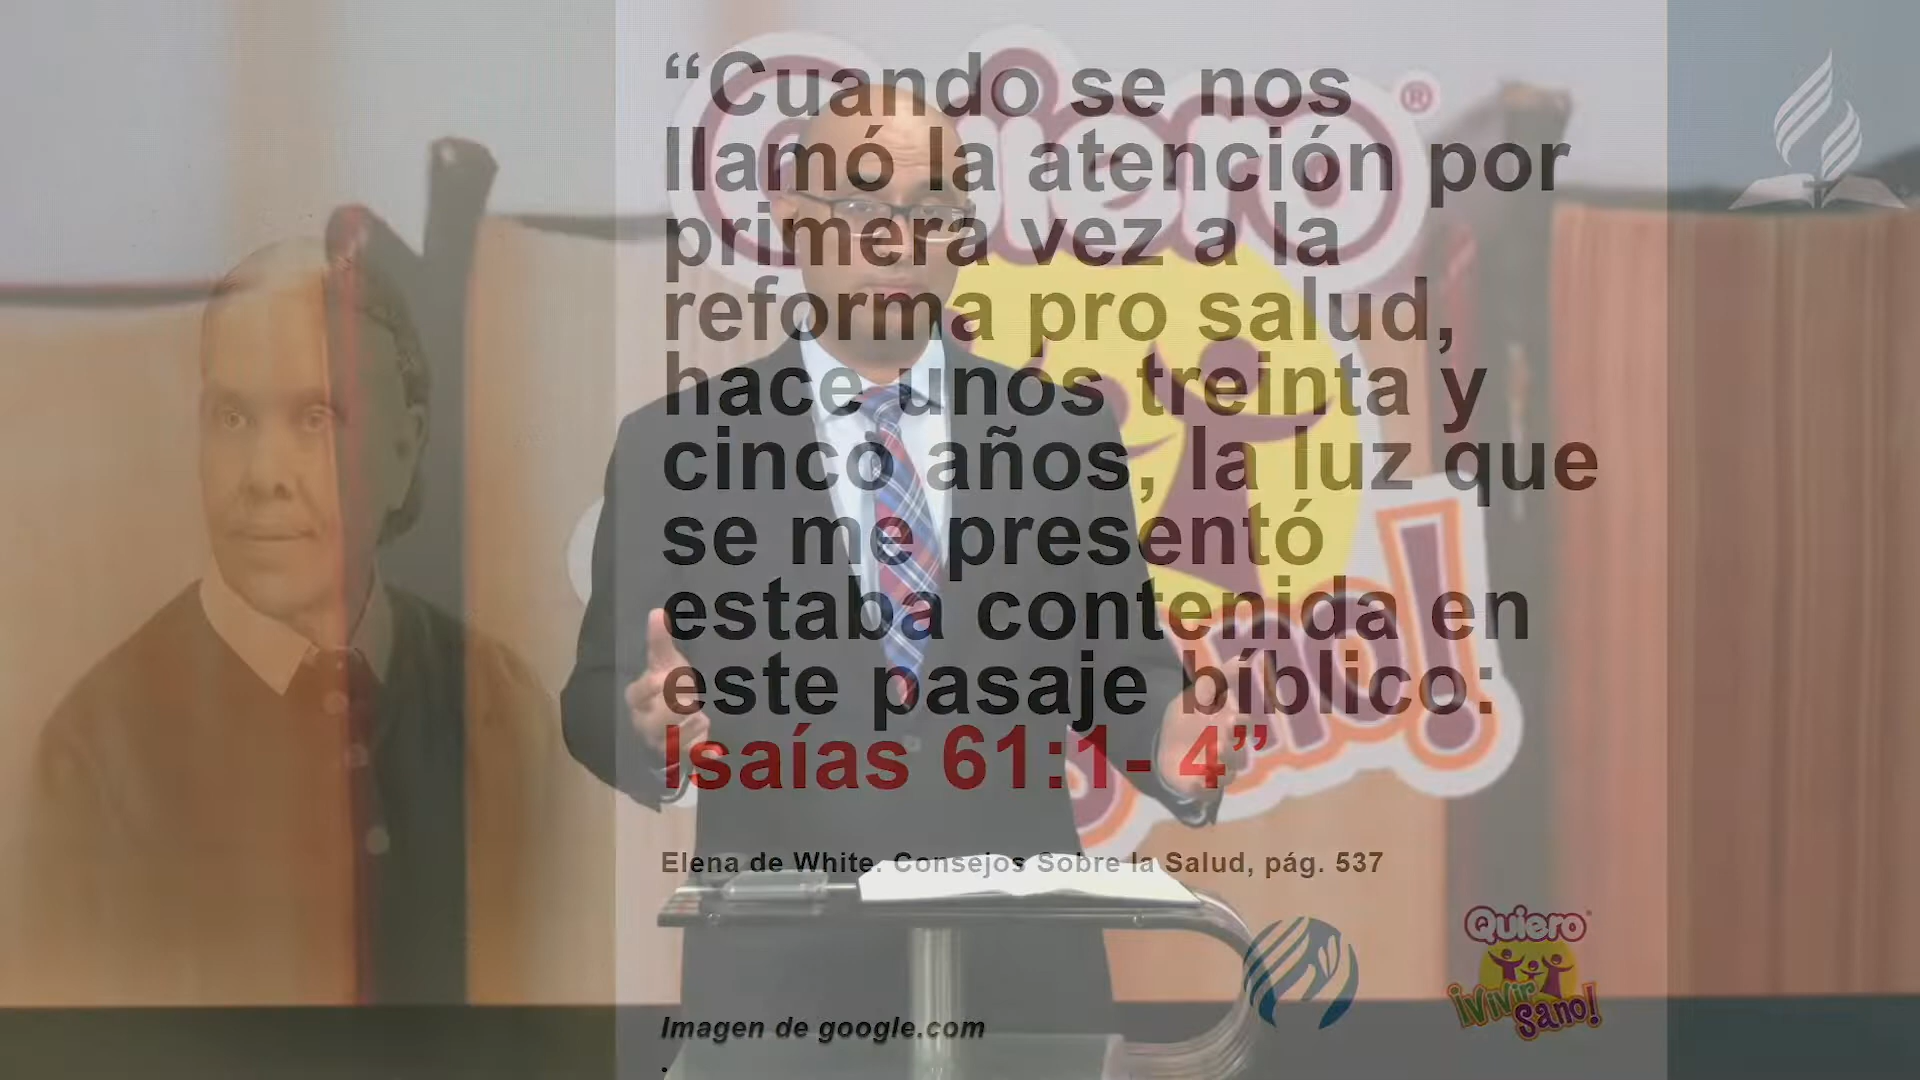 “Cuando se nos
llamó la atención por
primera vez a la
reforma pro salud,
hace unos treinta y
cinco años, la luz que
se me presentó
estaba contenida en
este pasaje bíblico:
Isaías 61:1- 4”
Elena de White. Consejos Sobre la Salud, pág. 537
Imagen de google.com
.
Quiero
®
Sano!
Quiero
¡Vivir
Sano!